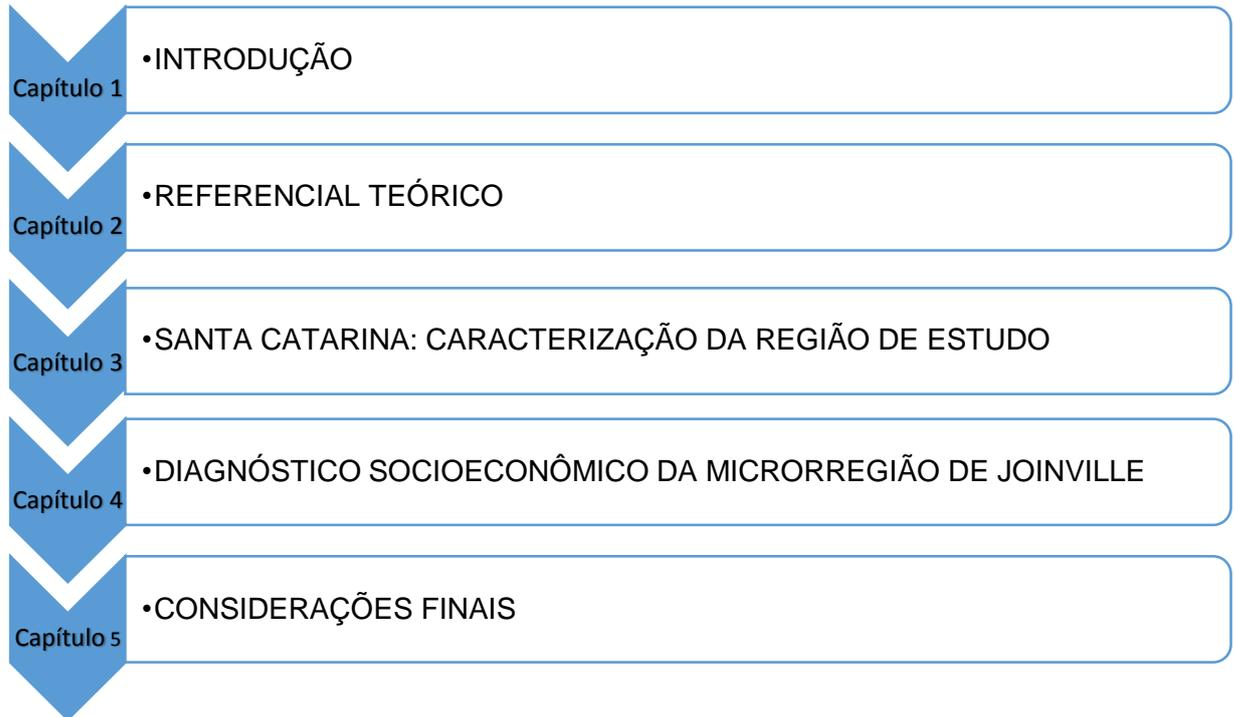 Capítulo 1
•INTRODUÇÃO
Capítulo 2
•REFERENCIAL TEÓRICO
Capítulo 3
•SANTA CATARINA: CARACTERIZAÇÃO DA REGIÃO DE ESTUDO
Capítulo 4
•DIAGNÓSTICO SOCIOECONÔMICO DA MICRORREGIÃO DE JOINVILLE
Capítulo 5
•CONSIDERAÇÕES FINAIS